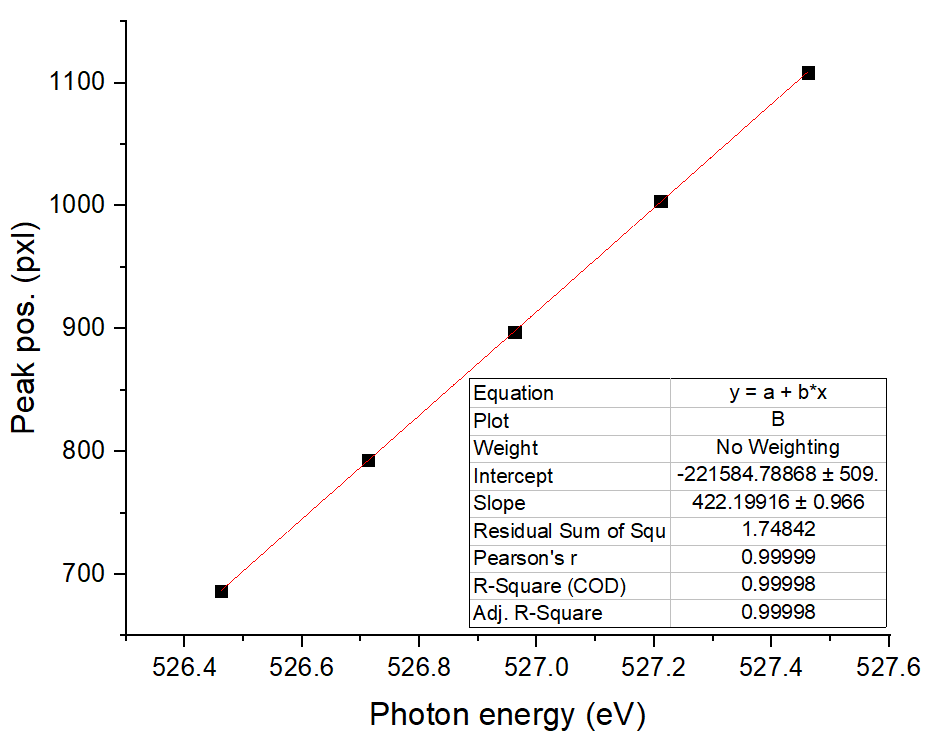 1100
1000
900
800
700
Peak pos. (pxl)
Equation y = a + b*x
Plot B
Weight No Weighting
Intercept -221584.78868 ± 509.
Slope 422.19916 ± 0.966
Residual Sum of Squ 1.74842
Pearson's r 0.99999
R-Square (COD) 0.99998
Adj. R-Square 0.99998
526.4 526.6 526.8 527.0 527.2 527.4 527.6
Photon energy (eV)